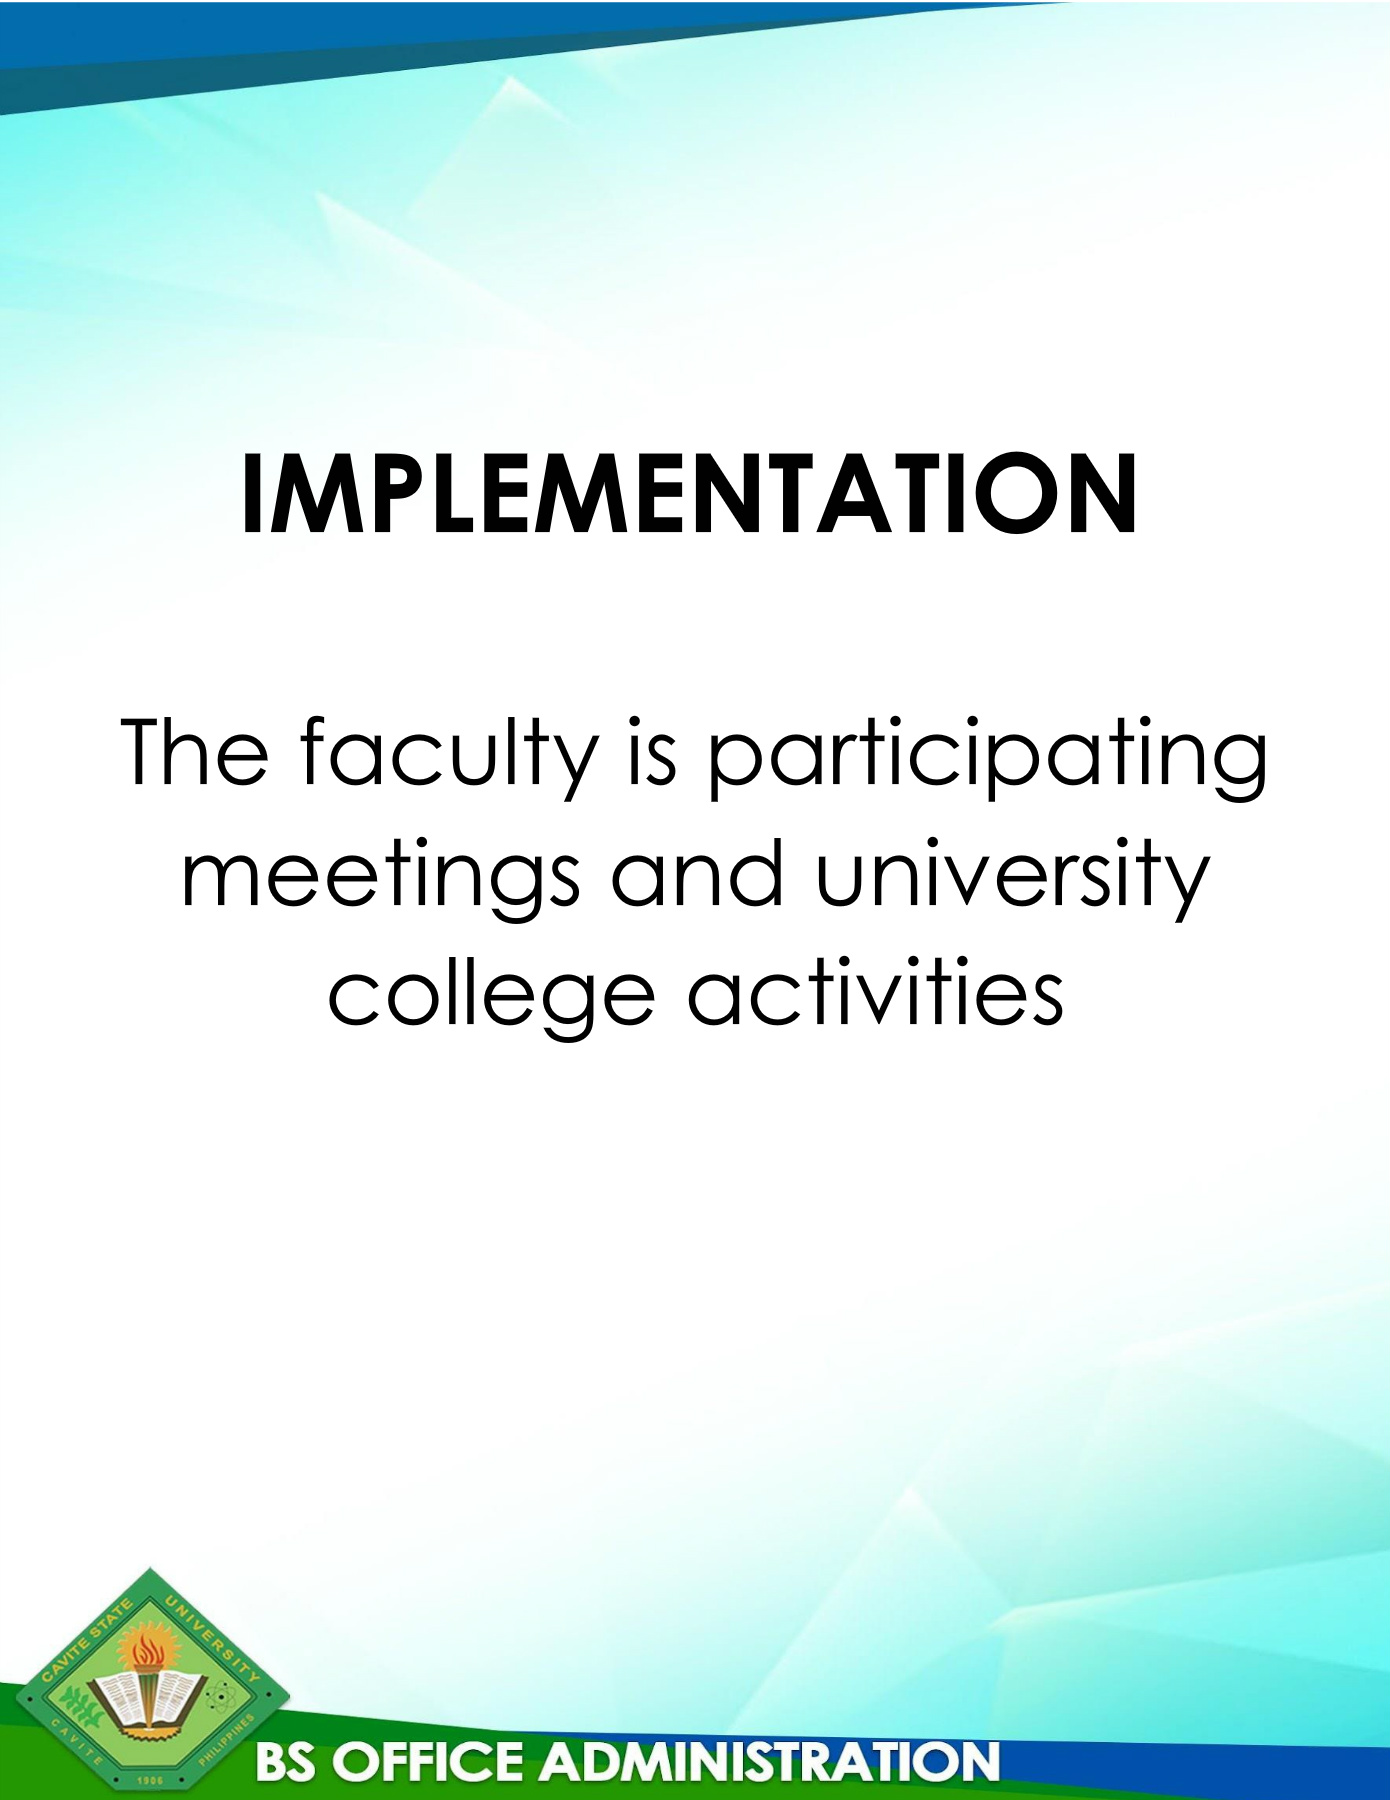 IMPLEMENTATION
The faculty is participating
meetings and university
college activities
CAVITE STATE UNIVERSITY
CAVITE PHILIPPINES
1906
BS OFFICE ADMINISTRATION